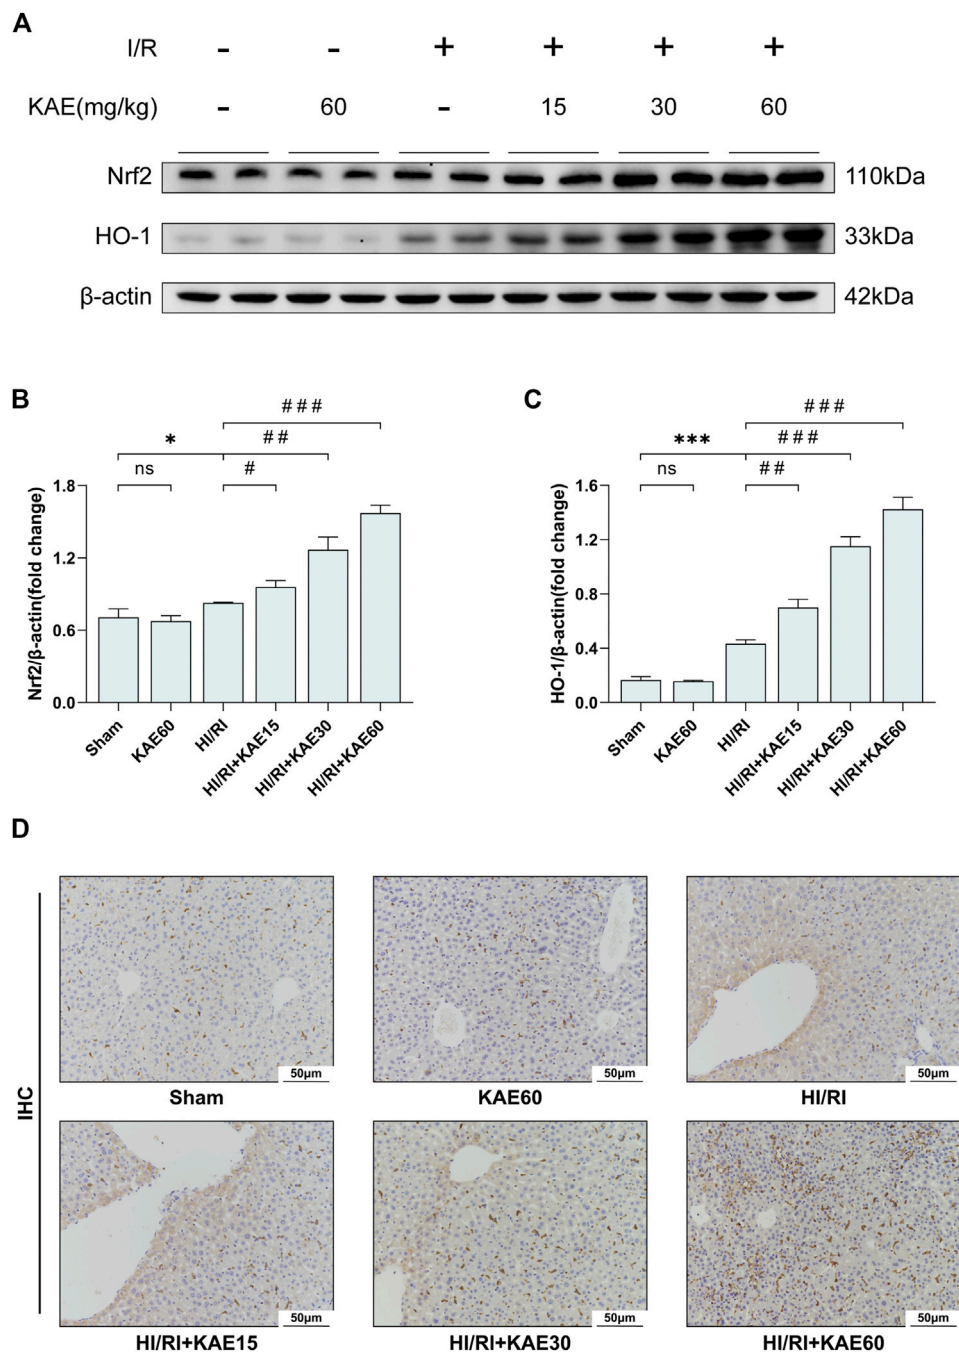 A
I/R - - + + + +
KAE(mg/kg) - 60 - 15 30 60
Nrf2 110kDa
HO-1 33kDa
β-actin 42kDa
B
###
* ##
ns #
Nrf2/β-actin(fold change)
1.8
1.2
0.6
0.0
Sham KAE60 HI/RI HI/RI+KAE15 HI/RI+KAE30 HI/RI+KAE60
C
###
*** ###
ns ##
HO-1/β-actin(fold change)
1.6
1.2
0.8
0.4
0.0
Sham KAE60 HI/RI HI/RI+KAE15 HI/RI+KAE30 HI/RI+KAE60
D
IHC
50μm 50μm 50μm
Sham KAE60 HI/RI
50μm 50μm 50μm
HI/RI+KAE15 HI/RI+KAE30 HI/RI+KAE60